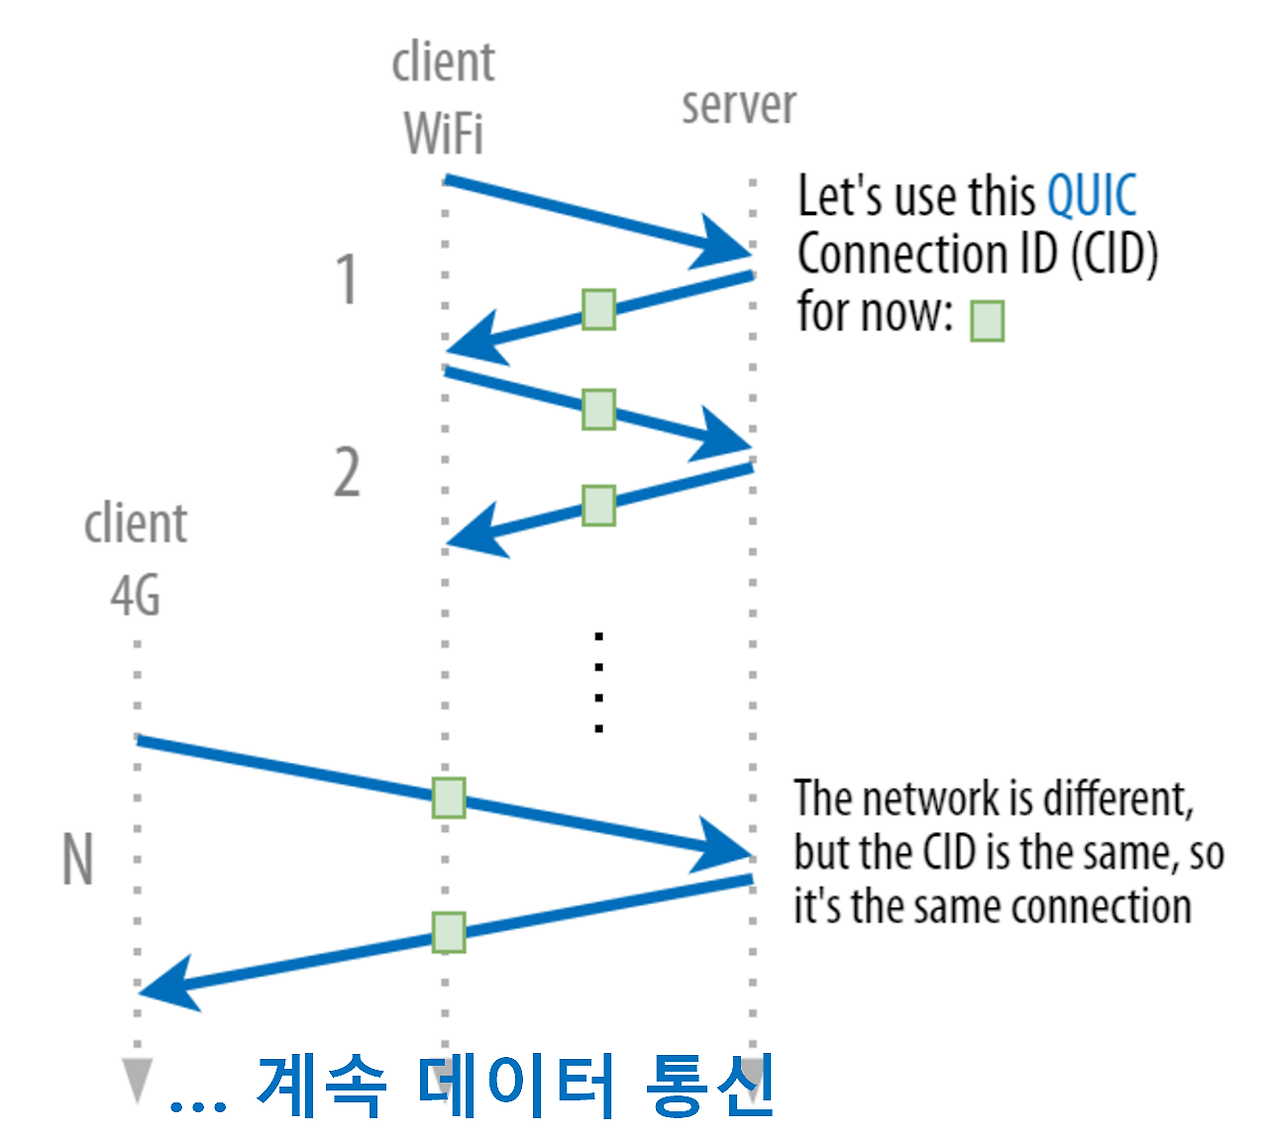 client
WiFi
server
Let's use this QUIC
Connection ID (CID)
for now:
1
2
client
4G
N
The network is different,
but the CID is the same, so
it's the same connection
... 계속 데이터 통신